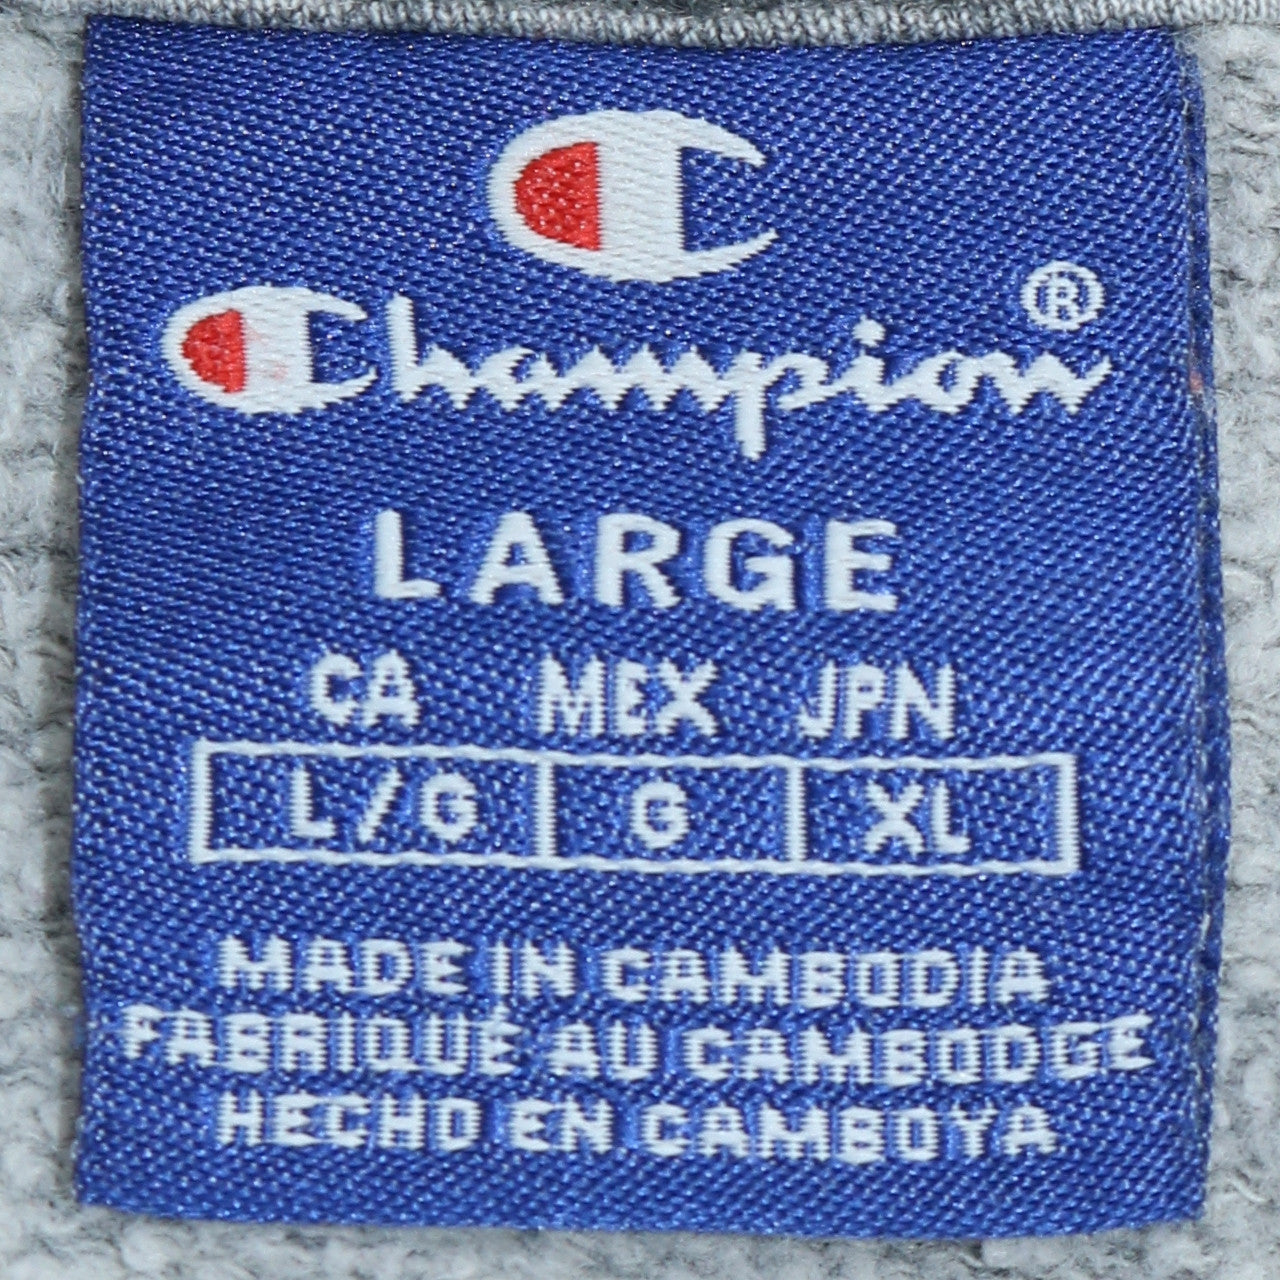 Champion®
LARGE
CA MEX JPN
L/G G XL
MADE IN CAMBODIA
FABRIQUÉ AU CAMBODGE
HECHO EN CAMBOYA